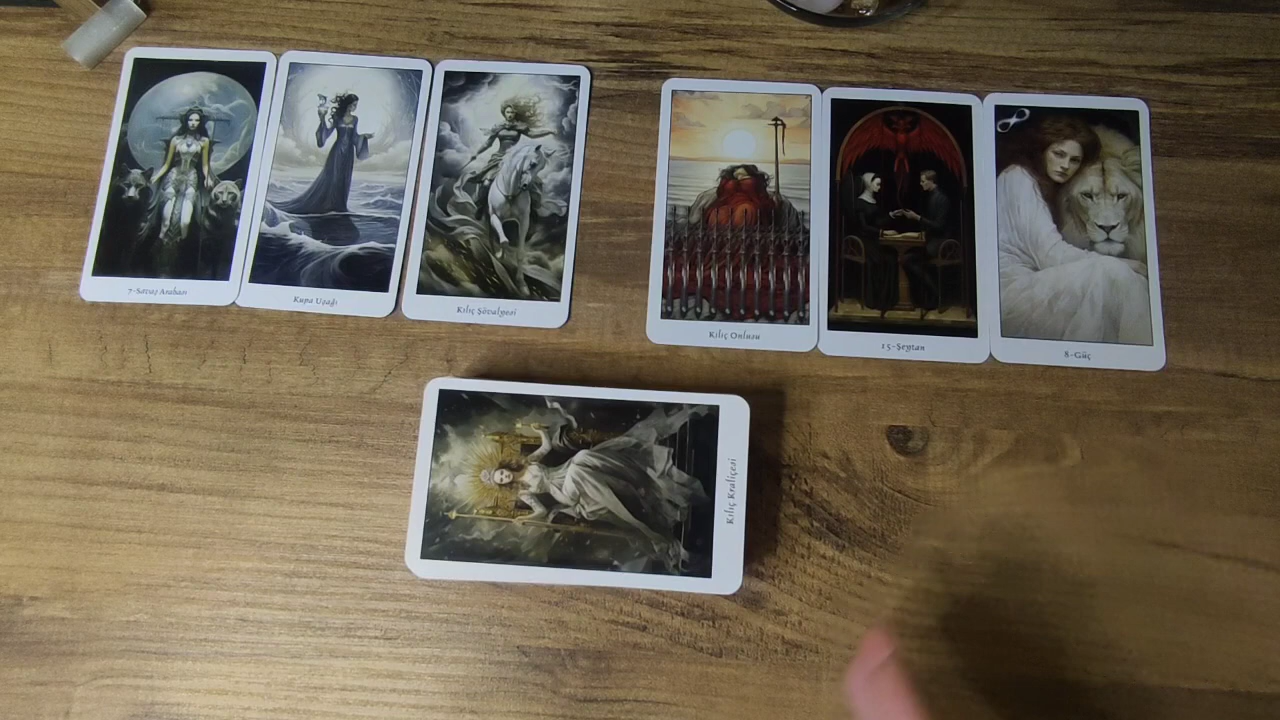 7-Savaş Arabası
Kupa Uşağı
Kılıç Şövalyesi
Kılıç Onlusu
15-Şeytan
8-Güç
Kılıç Kraliçesi